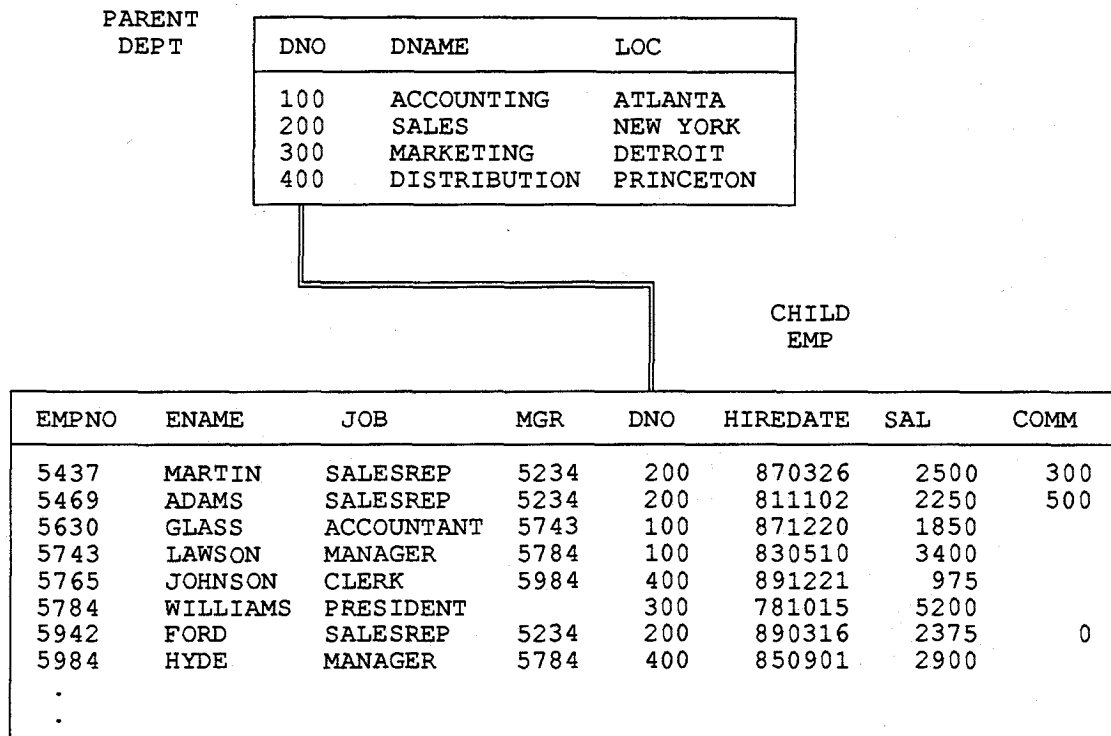 PARENT
DEPT
DNO DNAME LOC
100 ACCOUNTING ATLANTA
200 SALES NEW YORK
300 MARKETING DETROIT
400 DISTRIBUTION PRINCETON
CHILD
EMP
EMPNO ENAME JOB MGR DNO HIREDATE SAL COMM
5437 MARTIN SALESREP 5234 200 870326 2500 300
5469 ADAMS SALESREP 5234 200 811102 2250 500
5630 GLASS ACCOUNTANT 5743 100 871220 1850
5743 LAWSON MANAGER 5784 100 830510 3400
5765 JOHNSON CLERK 5984 400 891221 975
5784 WILLIAMS PRESIDENT 300 781015 5200
5942 FORD SALESREP 5234 200 890316 2375 0
5984 HYDE MANAGER 5784 400 850901 2900
.
.